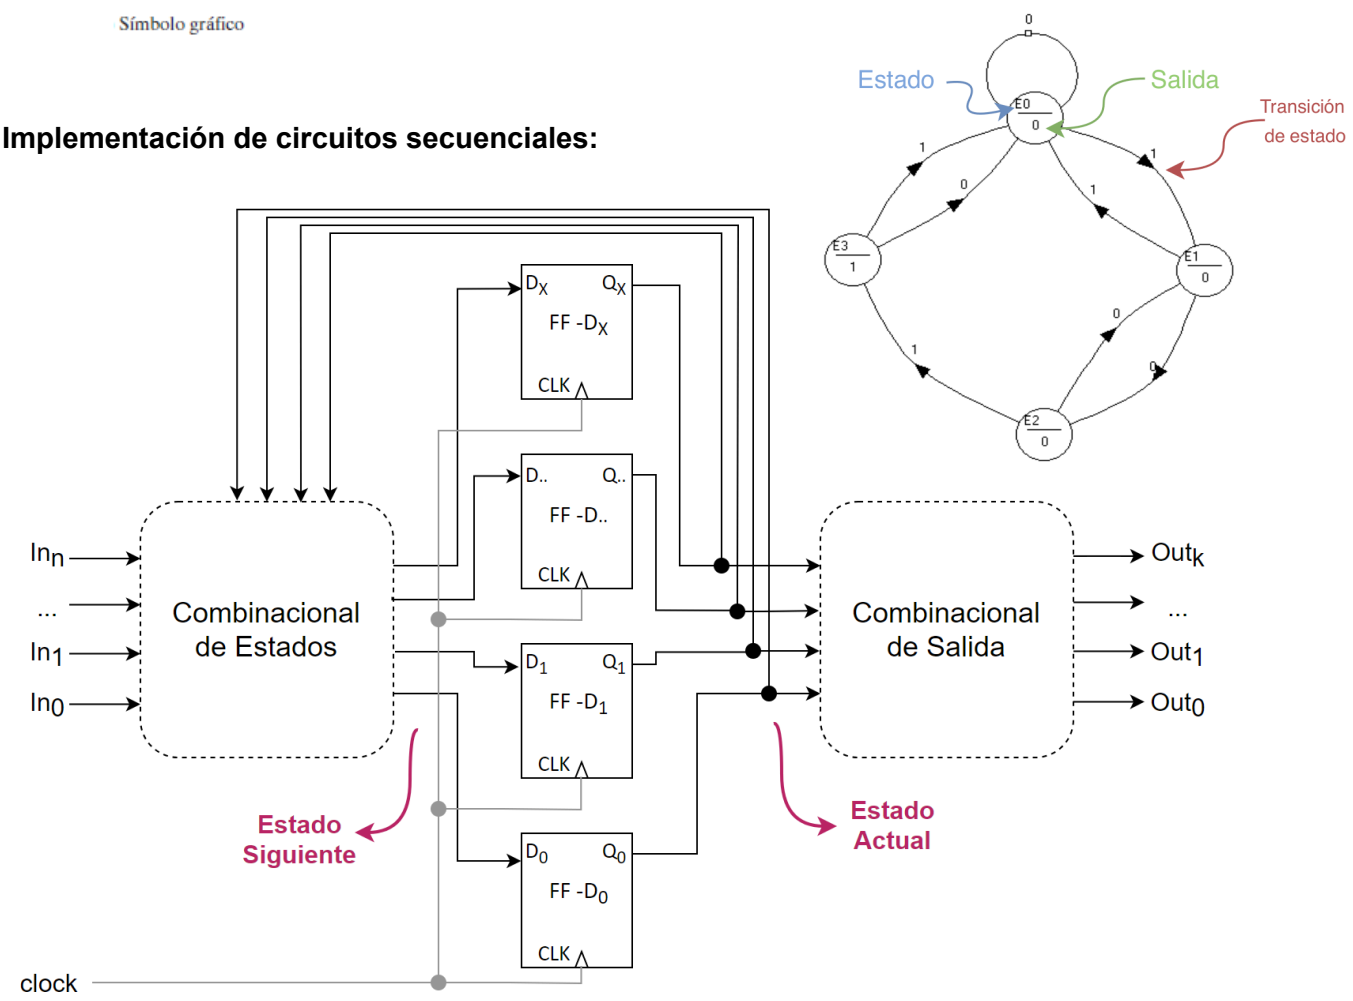 Símbolo gráfico
Implementación de circuitos secuenciales:
0
Estado
Salida
Transición
de estado
E0
0
1
0
1
1
E3
1
E1
0
0
0
1
E2
0
DX QX
FF -DX
CLK
D.. Q..
FF -D..
CLK
D1 Q1
FF -D1
CLK
D0 Q0
FF -D0
CLK
Inn
...
In1
In0
Combinacional
de Estados
Combinacional
de Salida
Outk
...
Out1
Out0
Estado
Siguiente
Estado
Actual
clock